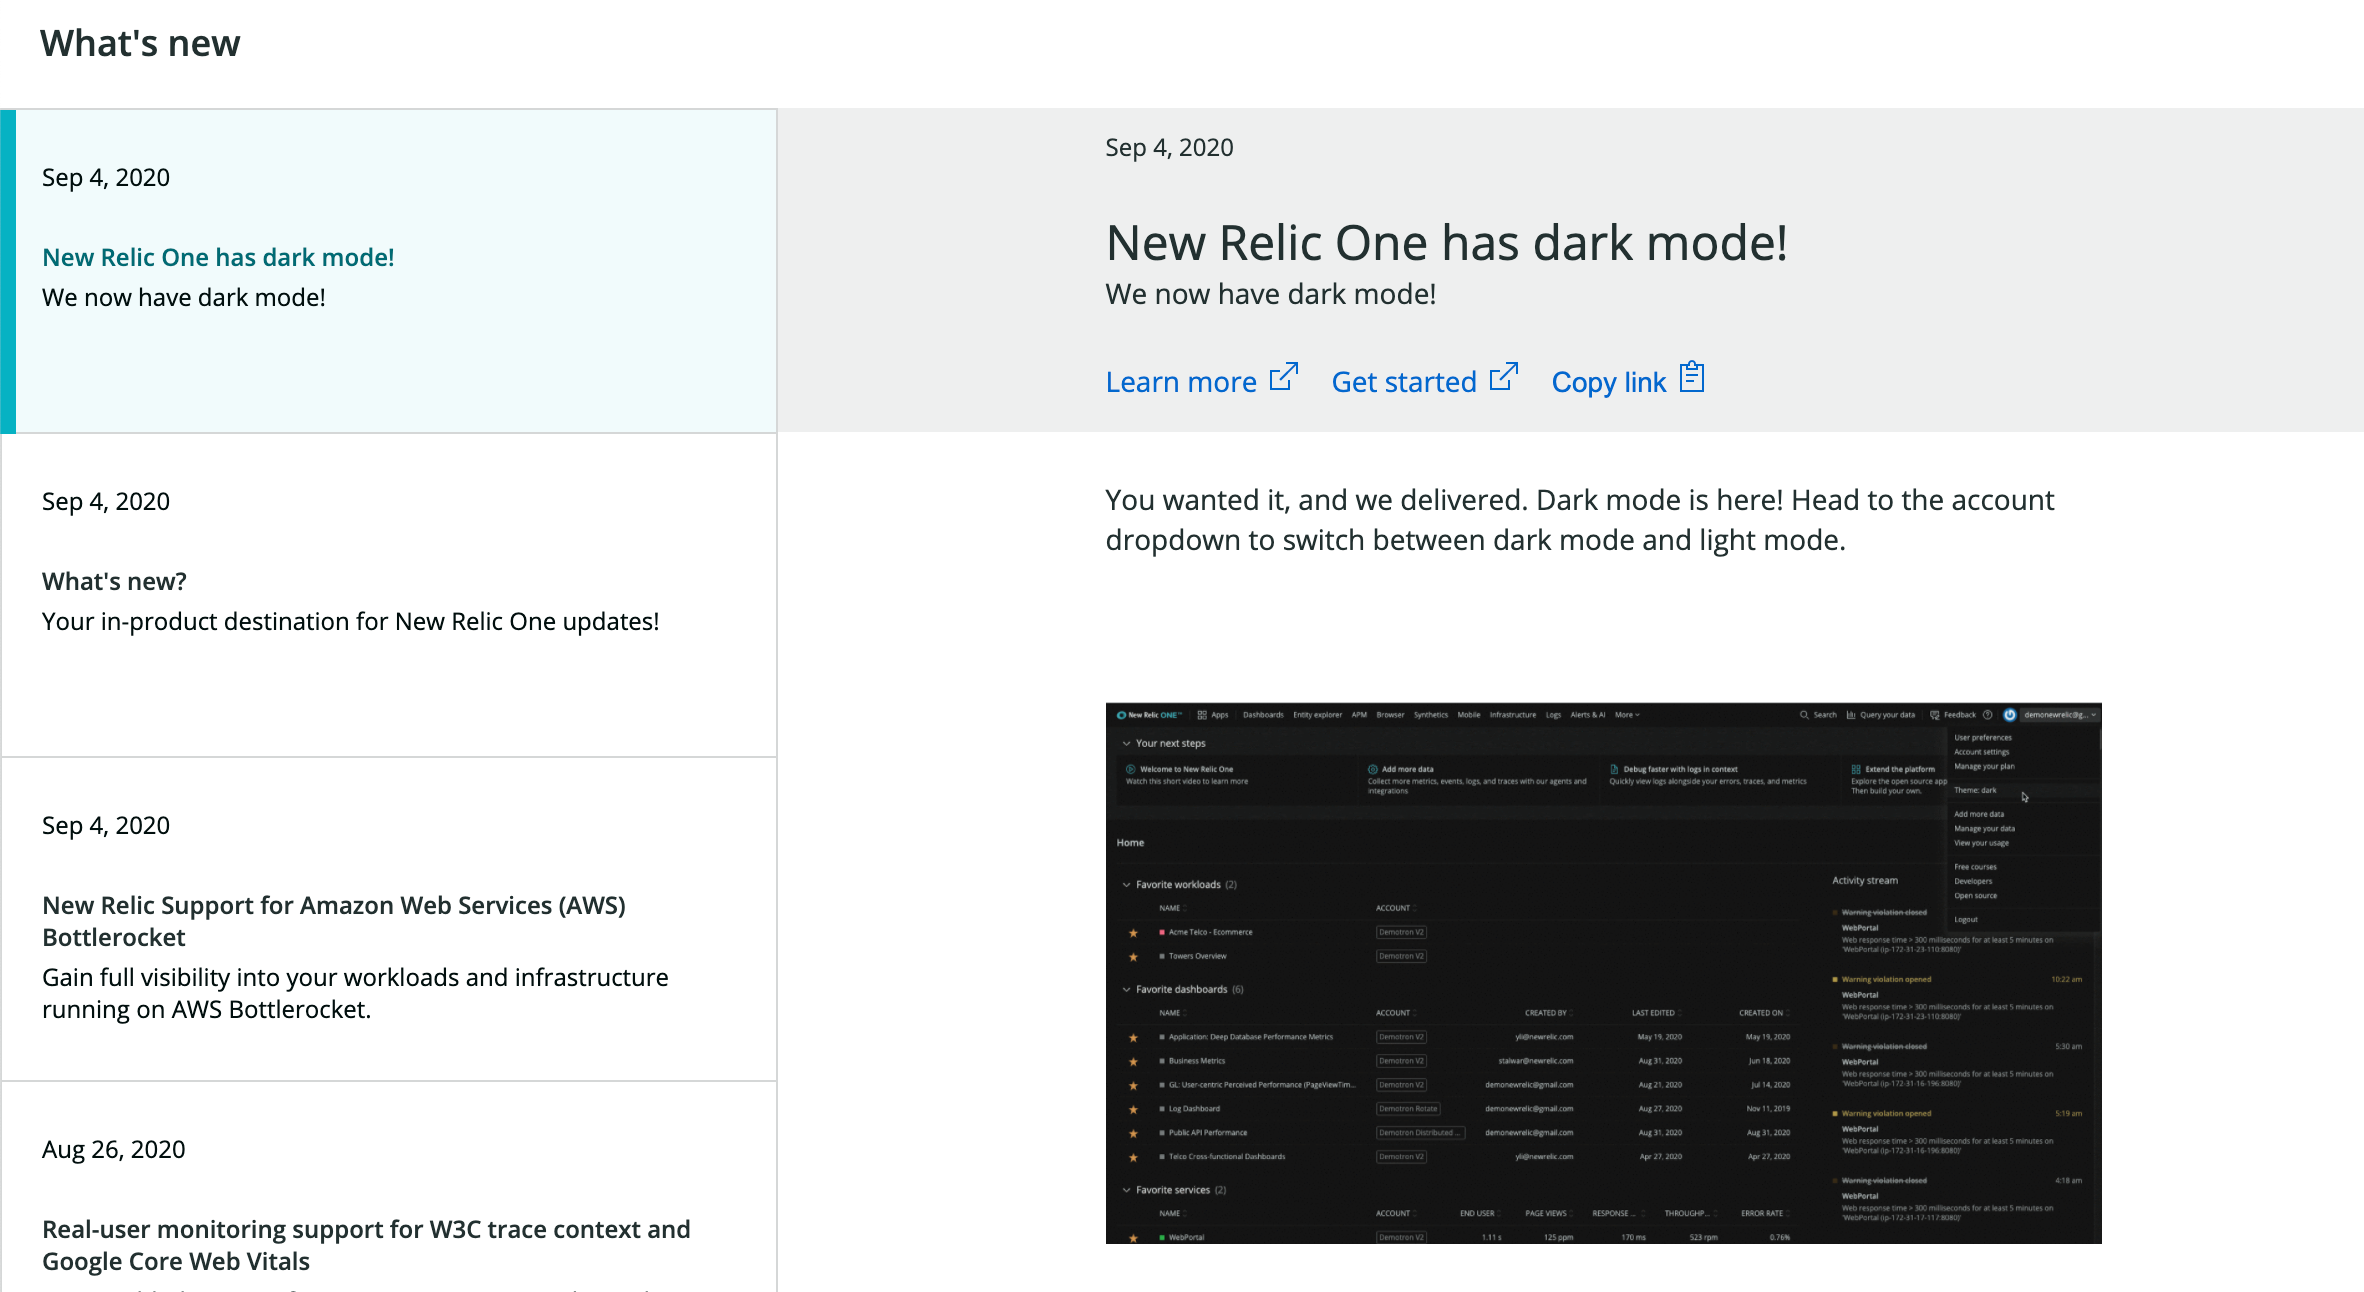 What's new
Sep 4, 2020
New Relic One has dark mode!
We now have dark mode!
Sep 4, 2020
What's new?
Your in-product destination for New Relic One updates!
Sep 4, 2020
New Relic Support for Amazon Web Services (AWS)
Bottlerocket
Gain full visibility into your workloads and infrastructure
running on AWS Bottlerocket.
Aug 26, 2020
Real-user monitoring support for W3C trace context and
Google Core Web Vitals
Sep 4, 2020
New Relic One has dark mode!
We now have dark mode!
Learn more Get started Copy link
You wanted it, and we delivered. Dark mode is here! Head to the account
dropdown to switch between dark mode and light mode.
New Relic ONE™ Apps Dashboards Entity explorer APM Browser Synthetics Mobile Infrastructure Logs Alerts & AI More Search Query your data Feedback demonewrelic@g...
Your next steps
Welcome to New Relic One
Watch this short video to learn more
Add more data
Collect more metrics, events, logs, and traces with our agents and
integrations
Debug faster with logs in context
Quickly view logs alongside your errors, traces, and metrics
Extend the platform
Explore the open source app
Then build your own.
User preferences
Account settings
Manage your plan
Theme: dark
Add more data
Manage your data
View your usage
Free courses
Developers
Open source
Logout
Home
Favorite workloads (2)
NAME ACCOUNT
Acme Telco - Ecommerce Demotron V2
Towers Overview Demotron V2
Favorite dashboards (6)
NAME ACCOUNT CREATED BY LAST EDITED CREATED ON
Application: Deep Database Performance Metrics Demotron V2 yli@newrelic.com May 19, 2020 May 19, 2020
Business Metrics Demotron V2 stalwar@newrelic.com Aug 31, 2020 Jun 18, 2020
GL: User-centric Perceived Performance (PageViewTim... Demotron V2 demonewrelic@gmail.com Aug 21, 2020 Jul 14, 2020
Log Dashboard Demotron Rotate demonewrelic@gmail.com Aug 27, 2020 Nov 11, 2019
Public API Performance Demotron Distributed ... demonewrelic@gmail.com Aug 31, 2020 Aug 31, 2020
Telco Cross-functional Dashboards Demotron V2 yli@newrelic.com Apr 27, 2020 Apr 27, 2020
Favorite services (2)
NAME ACCOUNT END USER PAGE VIEWS RESPONSE ... THROUGHP... ERROR RATE
WebPortal Demotron V2 1.11 s 125 ppm 170 ms 523 rpm 0.76%
Activity stream
Warning violation closed
WebPortal
Web response time > 300 milliseconds for at least 5 minutes on
'WebPortal (ip-172-31-23-110:8080)'
Warning violation opened 10:22 am
WebPortal
Web response time > 300 milliseconds for at least 5 minutes on
'WebPortal (ip-172-31-23-110:8080)'
Warning violation closed 5:30 am
WebPortal
Web response time > 300 milliseconds for at least 5 minutes on
'WebPortal (ip-172-31-16-196:8080)'
Warning violation opened 5:19 am
WebPortal
Web response time > 300 milliseconds for at least 5 minutes on
'WebPortal (ip-172-31-16-196:8080)'
Warning violation closed 4:18 am
WebPortal
Web response time > 300 milliseconds for at least 5 minutes on
'WebPortal (ip-172-31-17-117:8080)'